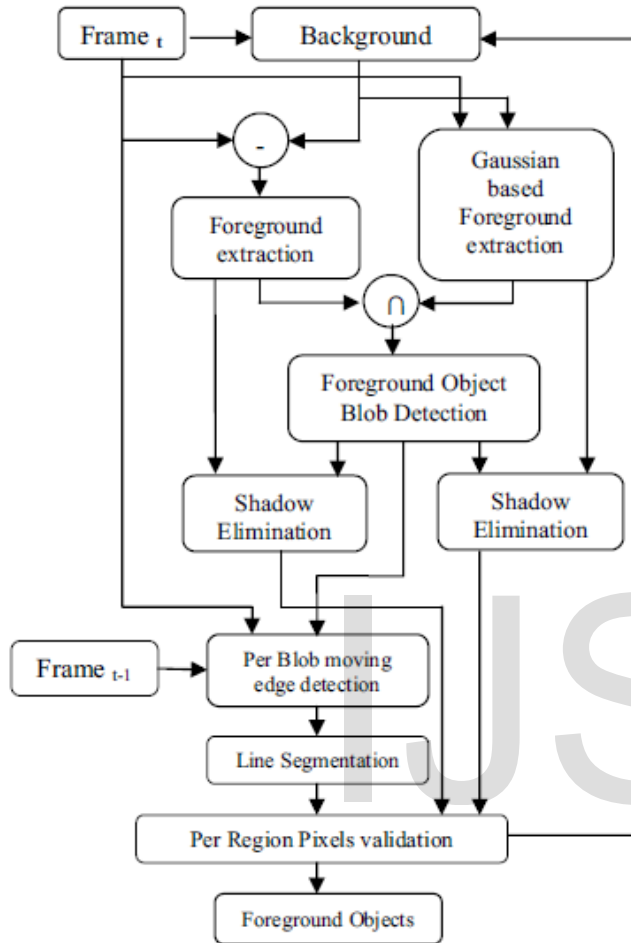 Frame t
Background
-
Gaussian
based
Foreground
extraction
Foreground
extraction
∩
Foreground Object
Blob Detection
Shadow
Elimination
Shadow
Elimination
Frame t-1
Per Blob moving
edge detection
Line Segmentation
Per Region Pixels validation
Foreground Objects
IJS